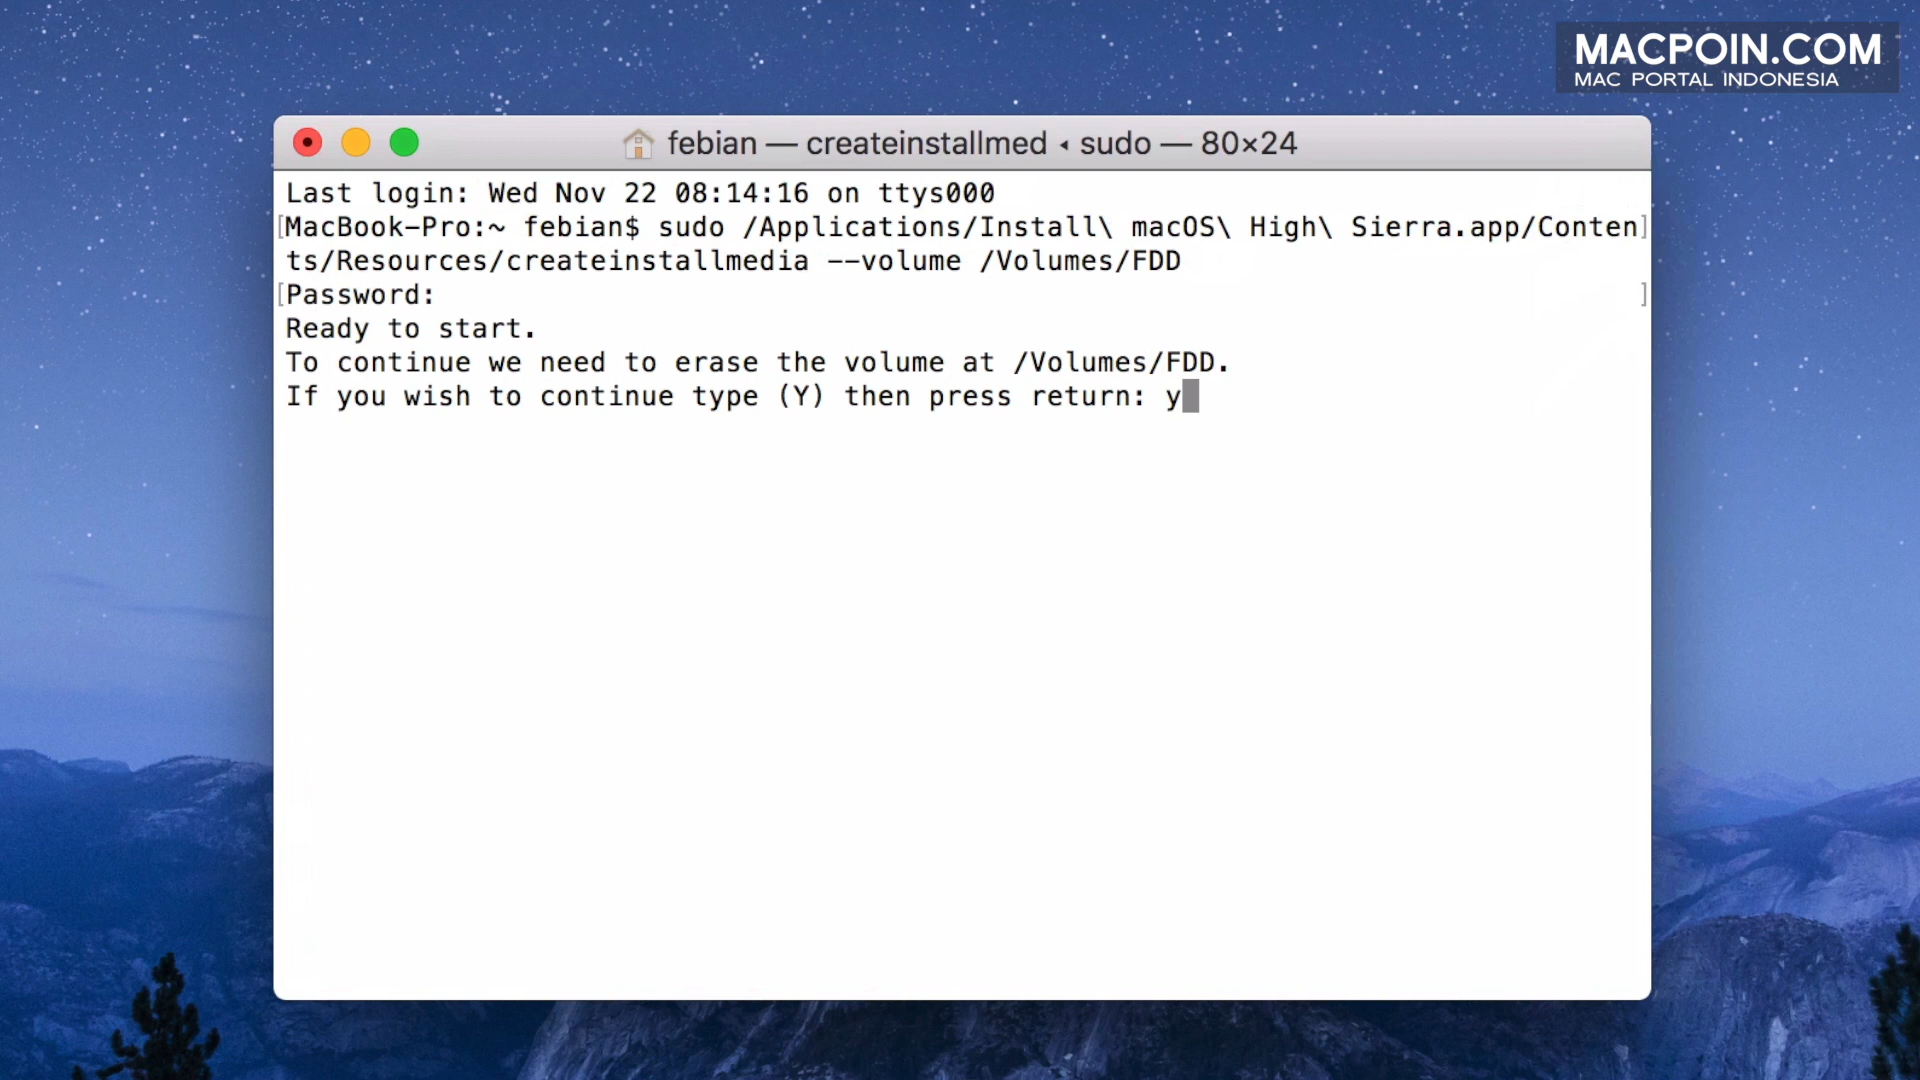 MACPOIN.COM
MAC PORTAL INDONESIA
febian — createinstallmed ◂ sudo — 80×24
Last login: Wed Nov 22 08:14:16 on ttys000
[MacBook-Pro:~ febian$ sudo /Applications/Install\ macOS\ High\ Sierra.app/Conten]
ts/Resources/createinstallmedia --volume /Volumes/FDD
[Password: ]
Ready to start.
To continue we need to erase the volume at /Volumes/FDD.
If you wish to continue type (Y) then press return: y